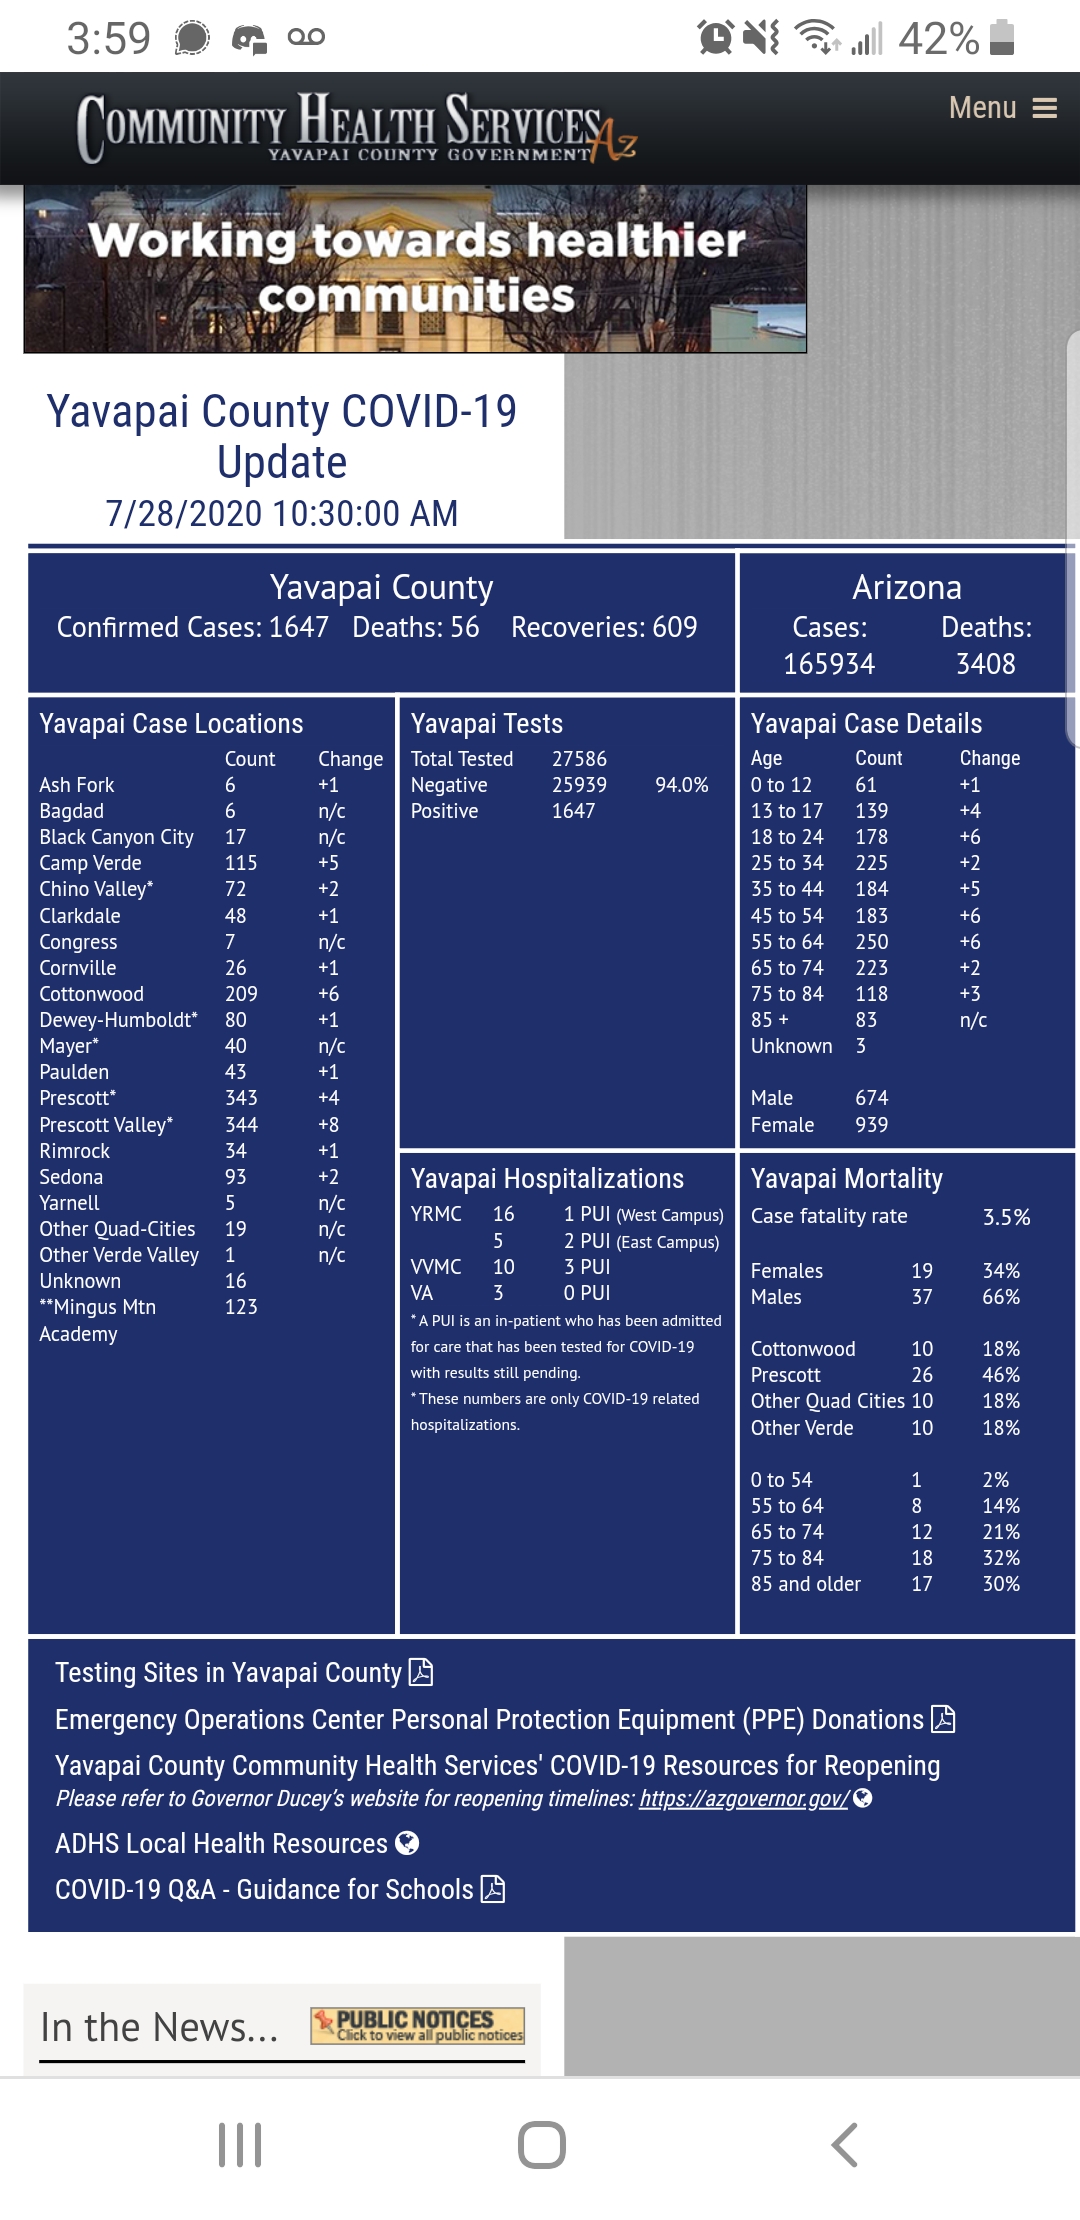 3:59
42%
COMMUNITY HEALTH SERVICES AZ
YAVAPAI COUNTY GOVERNMENT
Menu
Working towards healthier
communities
Yavapai County COVID-19
Update
7/28/2020 10:30:00 AM
Yavapai County
Confirmed Cases: 1647 Deaths: 56 Recoveries: 609
Arizona
Cases: Deaths:
165934 3408
Yavapai Case Locations
Count Change
Ash Fork 6 +1
Bagdad 6 n/c
Black Canyon City 17 n/c
Camp Verde 115 +5
Chino Valley* 72 +2
Clarkdale 48 +1
Congress 7 n/c
Cornville 26 +1
Cottonwood 209 +6
Dewey-Humboldt* 80 +1
Mayer* 40 n/c
Paulden 43 +1
Prescott* 343 +4
Prescott Valley* 344 +8
Rimrock 34 +1
Sedona 93 +2
Yarnell 5 n/c
Other Quad-Cities 19 n/c
Other Verde Valley 1 n/c
Unknown 16
**Mingus Mtn 123
Academy
Yavapai Tests
Total Tested 27586
Negative 25939 94.0%
Positive 1647
Yavapai Case Details
Age Count Change
0 to 12 61 +1
13 to 17 139 +4
18 to 24 178 +6
25 to 34 225 +2
35 to 44 184 +5
45 to 54 183 +6
55 to 64 250 +6
65 to 74 223 +2
75 to 84 118 +3
85 + 83 n/c
Unknown 3
Male 674
Female 939
Yavapai Hospitalizations
YRMC 16 1 PUI (West Campus)
5 2 PUI (East Campus)
VVMC 10 3 PUI
VA 3 0 PUI
* A PUI is an in-patient who has been admitted
for care that has been tested for COVID-19
with results still pending.
* These numbers are only COVID-19 related
hospitalizations.
Yavapai Mortality
Case fatality rate 3.5%
Females 19 34%
Males 37 66%
Cottonwood 10 18%
Prescott 26 46%
Other Quad Cities 10 18%
Other Verde 10 18%
0 to 54 1 2%
55 to 64 8 14%
65 to 74 12 21%
75 to 84 18 32%
85 and older 17 30%
Testing Sites in Yavapai County
Emergency Operations Center Personal Protection Equipment (PPE) Donations
Yavapai County Community Health Services' COVID-19 Resources for Reopening
Please refer to Governor Ducey's website for reopening timelines: https://azgovernor.gov/
ADHS Local Health Resources
COVID-19 Q&A - Guidance for Schools
In the News...
PUBLIC NOTICES
Click to view all public notices